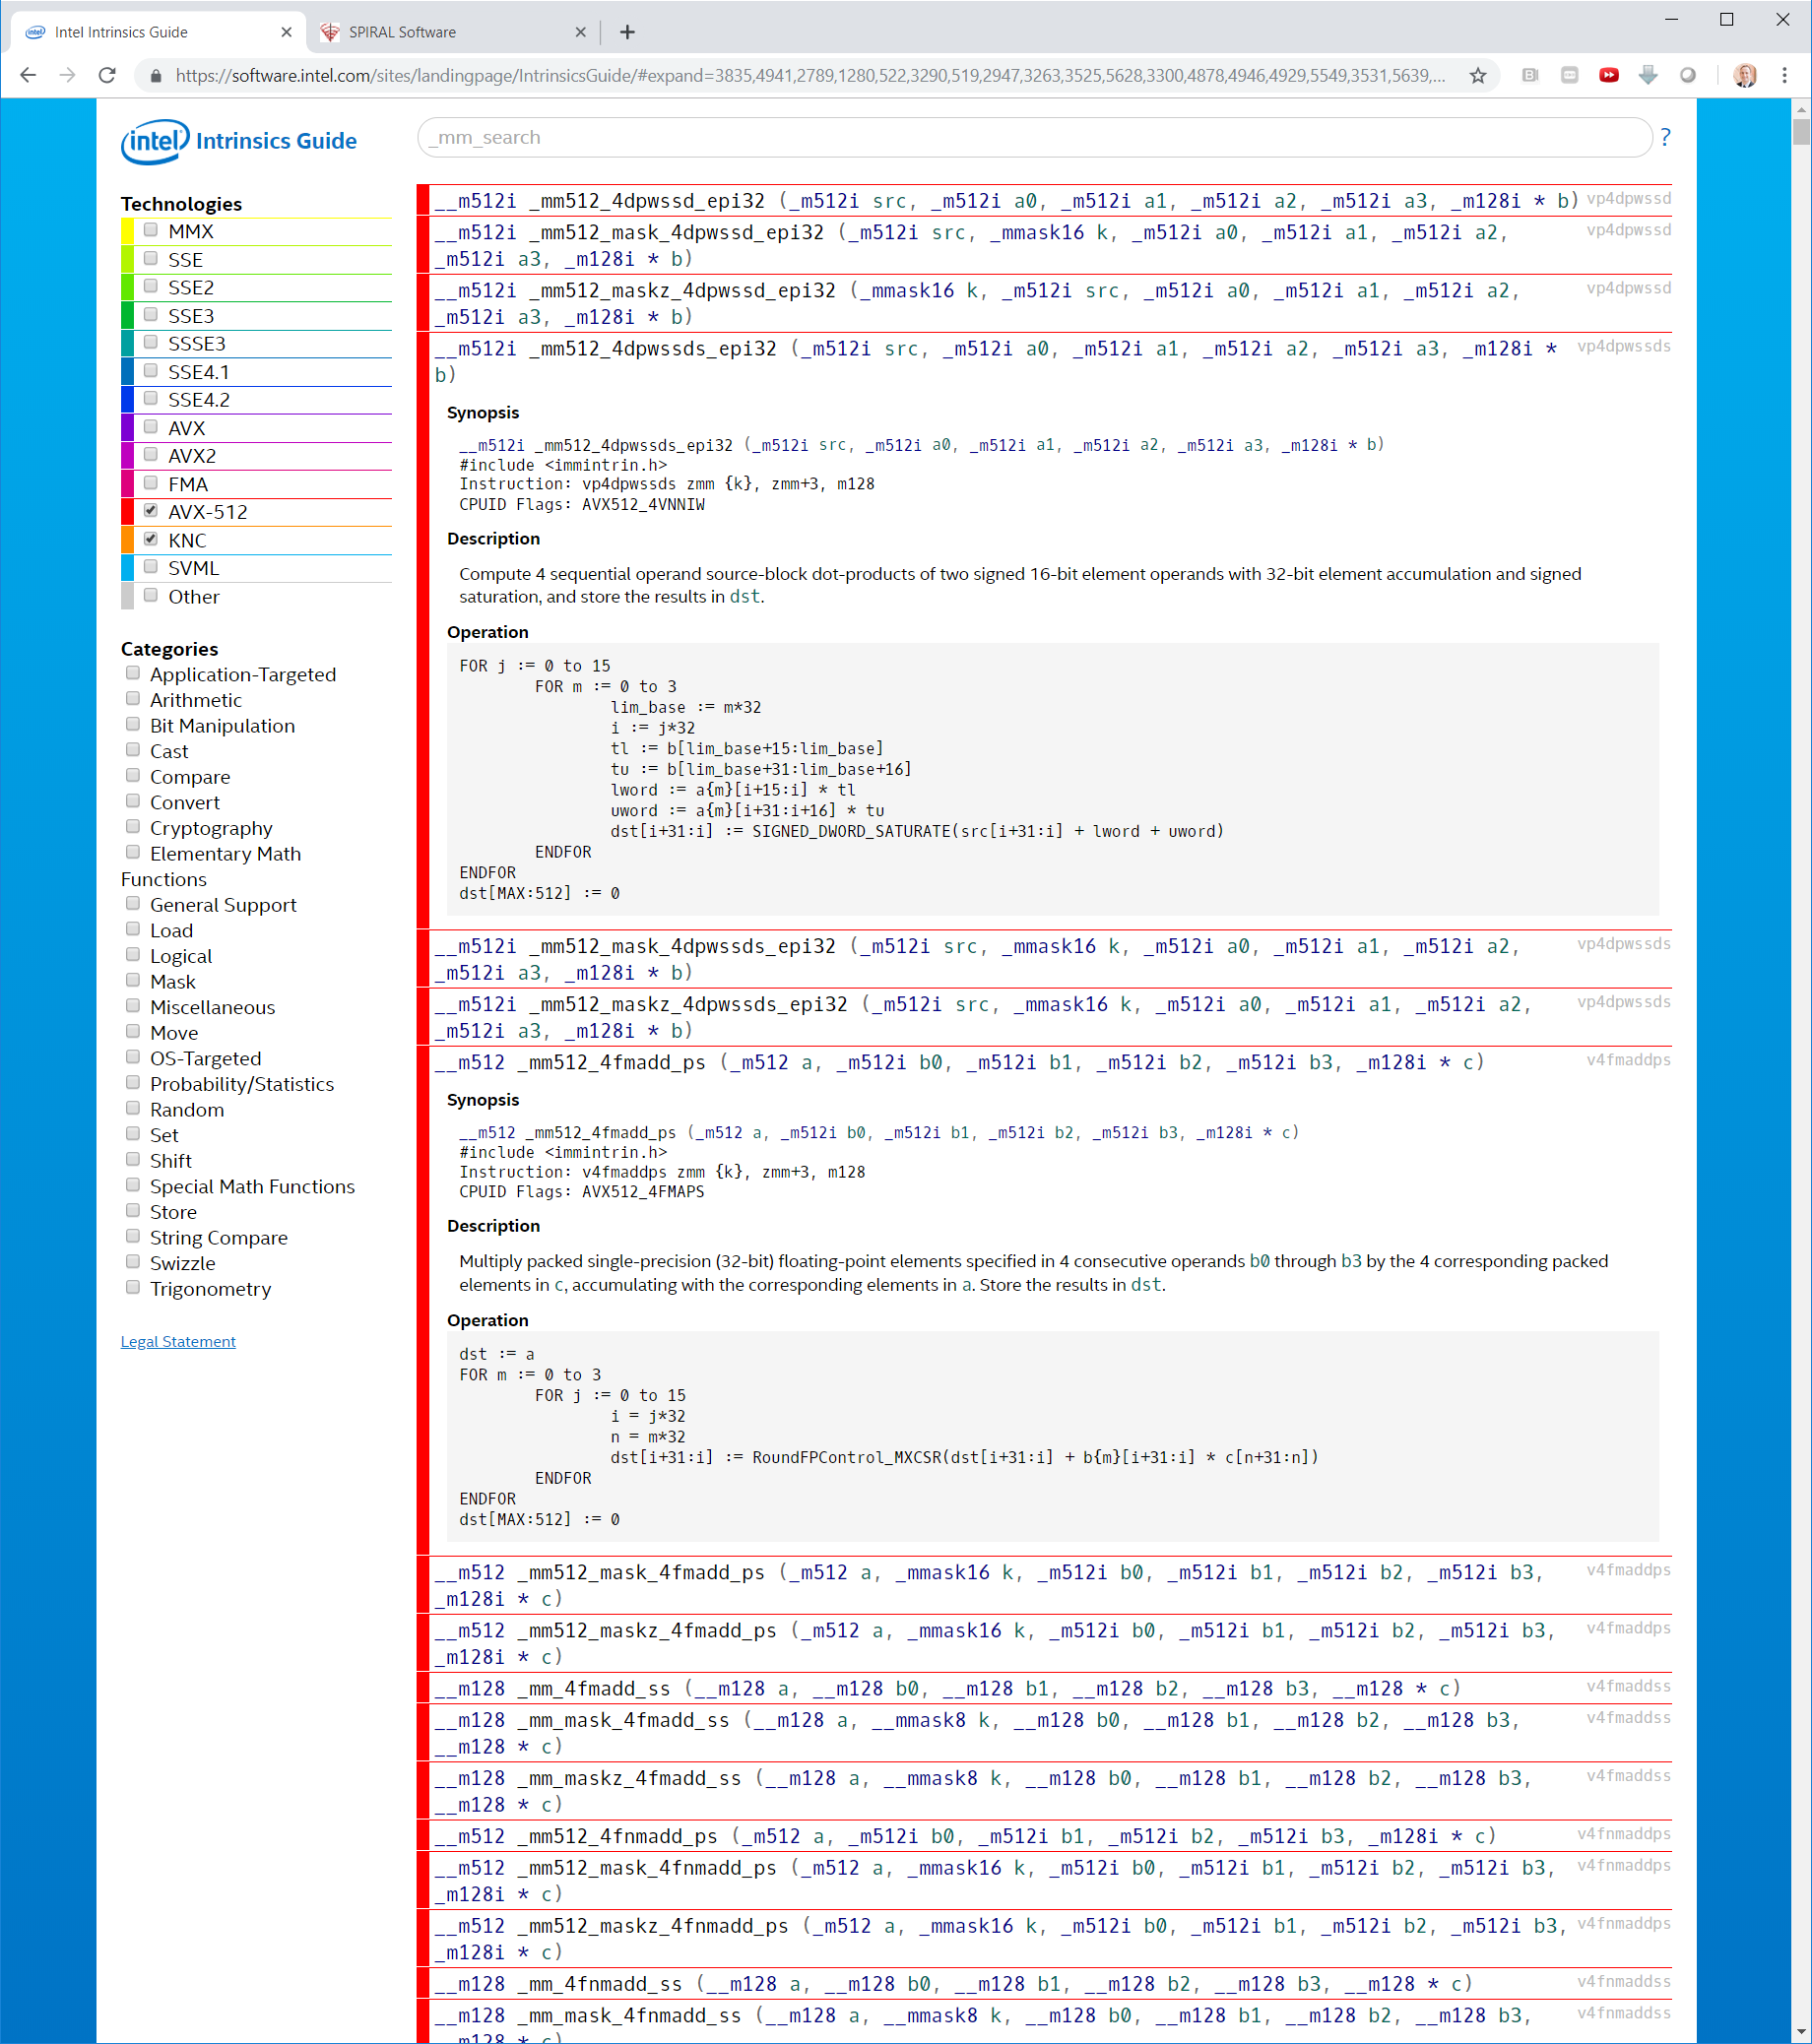 Intel Intrinsics Guide
SPIRAL Software
https://software.intel.com/sites/landingpage/IntrinsicsGuide/#expand=3835,4941,2789,1280,522,3290,519,2947,3263,3525,5628,3300,4878,4946,4929,5549,3531,5639,...
intel Intrinsics Guide
_mm_search
?
Technologies
MMX
SSE
SSE2
SSE3
SSSE3
SSE4.1
SSE4.2
AVX
AVX2
FMA
AVX-512
KNC
SVML
Other
Categories
Application-Targeted
Arithmetic
Bit Manipulation
Cast
Compare
Convert
Cryptography
Elementary Math
Functions
General Support
Load
Logical
Mask
Miscellaneous
Move
OS-Targeted
Probability/Statistics
Random
Set
Shift
Special Math Functions
Store
String Compare
Swizzle
Trigonometry
Legal Statement
__m512i _mm512_4dpwssd_epi32 (_m512i src, _m512i a0, _m512i a1, _m512i a2, _m512i a3, _m128i * b) vp4dpwssd
__m512i _mm512_mask_4dpwssd_epi32 (_m512i src, _mmask16 k, _m512i a0, _m512i a1, _m512i a2, vp4dpwssd
_m512i a3, _m128i * b)
__m512i _mm512_maskz_4dpwssd_epi32 (_mmask16 k, _m512i src, _m512i a0, _m512i a1, _m512i a2, vp4dpwssd
_m512i a3, _m128i * b)
__m512i _mm512_4dpwssds_epi32 (_m512i src, _m512i a0, _m512i a1, _m512i a2, _m512i a3, _m128i * vp4dpwssds
b)
Synopsis
__m512i _mm512_4dpwssds_epi32 (_m512i src, _m512i a0, _m512i a1, _m512i a2, _m512i a3, _m128i * b)
#include <immintrin.h>
Instruction: vp4dpwssds zmm {k}, zmm+3, m128
CPUID Flags: AVX512_4VNNIW
Description
Compute 4 sequential operand source-block dot-products of two signed 16-bit element operands with 32-bit element accumulation and signed
saturation, and store the results in dst.
Operation
FOR j := 0 to 15
FOR m := 0 to 3
lim_base := m*32
i := j*32
tl := b[lim_base+15:lim_base]
tu := b[lim_base+31:lim_base+16]
lword := a{m}[i+15:i] * tl
uword := a{m}[i+31:i+16] * tu
dst[i+31:i] := SIGNED_DWORD_SATURATE(src[i+31:i] + lword + uword)
ENDFOR
ENDFOR
dst[MAX:512] := 0
__m512i _mm512_mask_4dpwssds_epi32 (_m512i src, _mmask16 k, _m512i a0, _m512i a1, _m512i a2, vp4dpwssds
_m512i a3, _m128i * b)
__m512i _mm512_maskz_4dpwssds_epi32 (_m512i src, _mmask16 k, _m512i a0, _m512i a1, _m512i a2, vp4dpwssds
_m512i a3, _m128i * b)
__m512 _mm512_4fmadd_ps (_m512 a, _m512i b0, _m512i b1, _m512i b2, _m512i b3, _m128i * c) v4fmaddps
Synopsis
__m512 _mm512_4fmadd_ps (_m512 a, _m512i b0, _m512i b1, _m512i b2, _m512i b3, _m128i * c)
#include <immintrin.h>
Instruction: v4fmaddps zmm {k}, zmm+3, m128
CPUID Flags: AVX512_4FMAPS
Description
Multiply packed single-precision (32-bit) floating-point elements specified in 4 consecutive operands b0 through b3 by the 4 corresponding packed
elements in c, accumulating with the corresponding elements in a. Store the results in dst.
Operation
dst := a
FOR m := 0 to 3
FOR j := 0 to 15
i = j*32
n = m*32
dst[i+31:i] := RoundFPControl_MXCSR(dst[i+31:i] + b{m}[i+31:i] * c[n+31:n])
ENDFOR
ENDFOR
dst[MAX:512] := 0
__m512 _mm512_mask_4fmadd_ps (_m512 a, _mmask16 k, _m512i b0, _m512i b1, _m512i b2, _m512i b3, v4fmaddps
_m128i * c)
__m512 _mm512_maskz_4fmadd_ps (_m512 a, _mmask16 k, _m512i b0, _m512i b1, _m512i b2, _m512i b3, v4fmaddps
_m128i * c)
__m128 _mm_4fmadd_ss (__m128 a, __m128 b0, __m128 b1, __m128 b2, __m128 b3, __m128 * c) v4fmaddss
__m128 _mm_mask_4fmadd_ss (__m128 a, __mmask8 k, __m128 b0, __m128 b1, __m128 b2, __m128 b3, v4fmaddss
__m128 * c)
__m128 _mm_maskz_4fmadd_ss (__m128 a, __mmask8 k, __m128 b0, __m128 b1, __m128 b2, __m128 b3, v4fmaddss
__m128 * c)
__m512 _mm512_4fnmadd_ps (_m512 a, _m512i b0, _m512i b1, _m512i b2, _m512i b3, _m128i * c) v4fnmaddps
__m512 _mm512_mask_4fnmadd_ps (_m512 a, _mmask16 k, _m512i b0, _m512i b1, _m512i b2, _m512i b3, v4fnmaddps
_m128i * c)
__m512 _mm512_maskz_4fnmadd_ps (_m512 a, _mmask16 k, _m512i b0, _m512i b1, _m512i b2, _m512i b3, v4fnmaddps
_m128i * c)
__m128 _mm_4fnmadd_ss (__m128 a, __m128 b0, __m128 b1, __m128 b2, __m128 b3, __m128 * c) v4fnmaddss
__m128 _mm_mask_4fnmadd_ss (__m128 a, __mmask8 k, __m128 b0, __m128 b1, __m128 b2, __m128 b3, v4fnmaddss